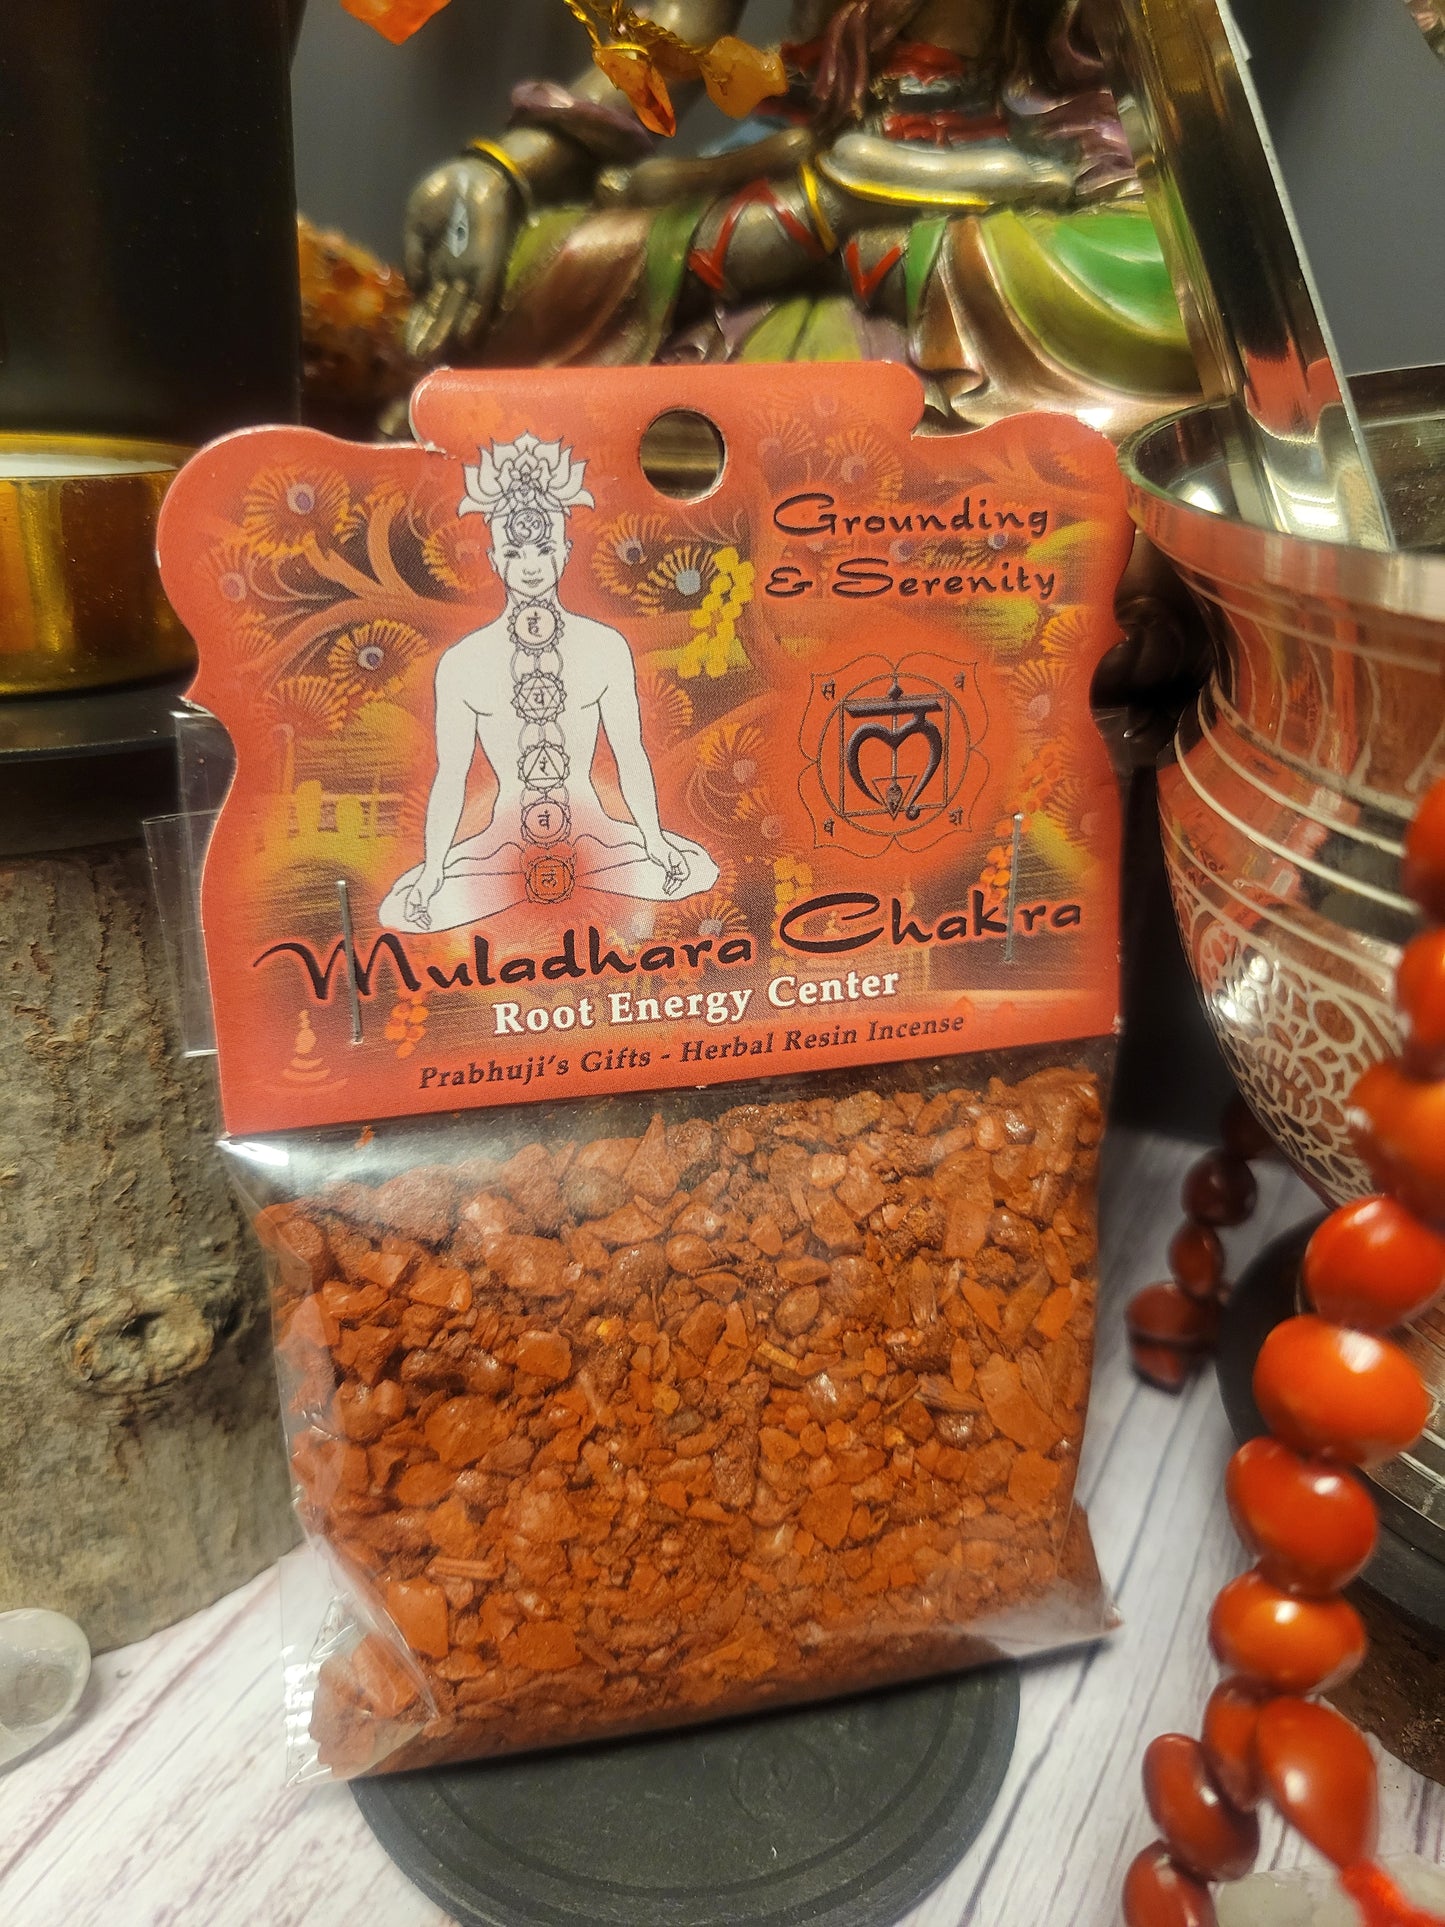 Grounding
& Serenity
ॐ
हं
यं
रं
वं
सं
वं
षं
शं
Muladhara Chakra
Root Energy Center
Prabhuji's Gifts - Herbal Resin Incense